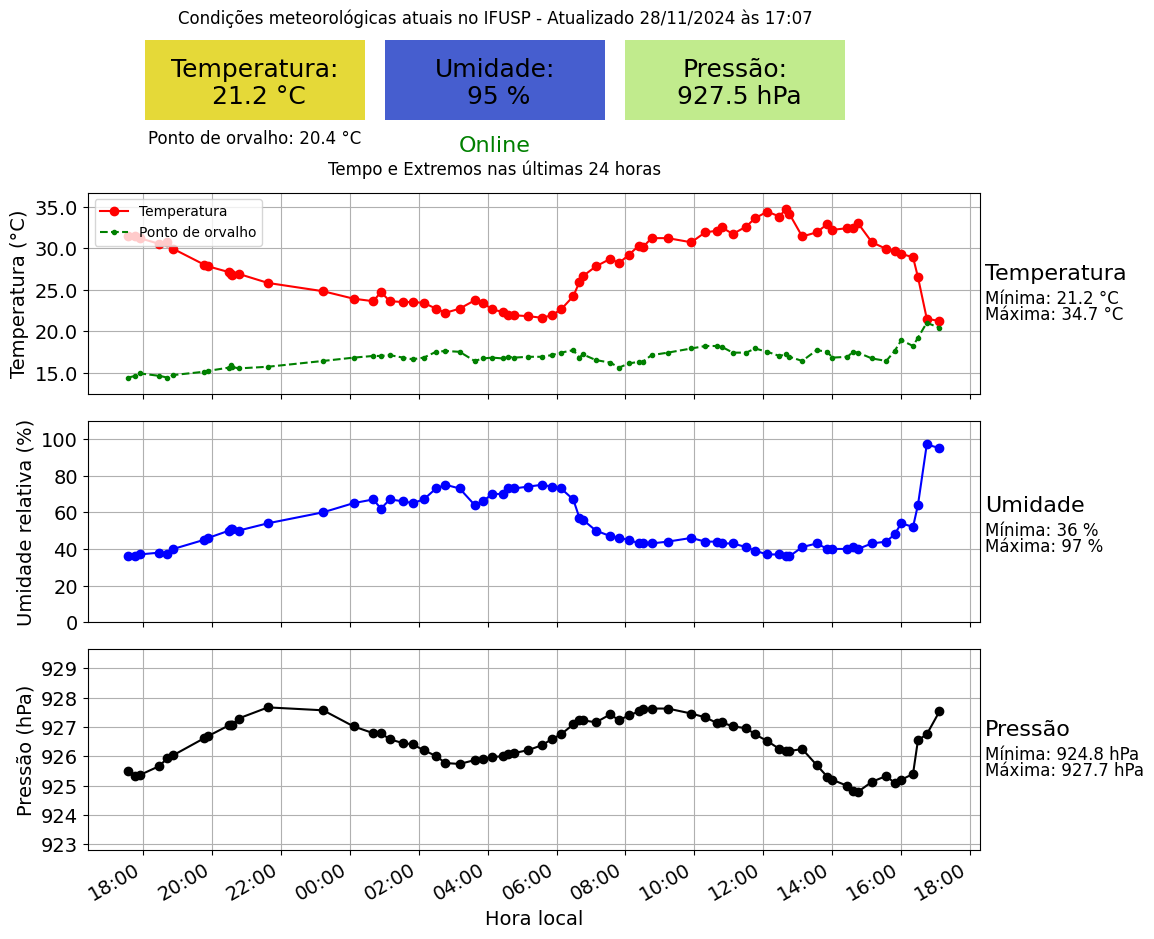 Condições meteorológicas atuais no IFUSP - Atualizado 28/11/2024 às 17:07
Temperatura:
21.2 °C
Umidade:
95 %
Pressão:
927.5 hPa
Ponto de orvalho: 20.4 °C
Online
Tempo e Extremos nas últimas 24 horas
Temperatura (°C)
35.0
30.0
25.0
20.0
15.0
Temperatura
Ponto de orvalho
Temperatura
Mínima: 21.2 °C
Máxima: 34.7 °C
Umidade relativa (%)
100
80
60
40
20
0
Umidade
Mínima: 36 %
Máxima: 97 %
Pressão (hPa)
929
928
927
926
925
924
923
Pressão
Mínima: 924.8 hPa
Máxima: 927.7 hPa
18:00 20:00 22:00 00:00 02:00 04:00 06:00 08:00 10:00 12:00 14:00 16:00 18:00
Hora local